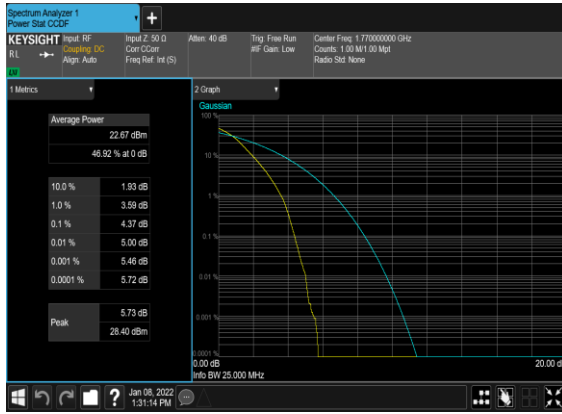 Spectrum Analyzer 1
Power Stat CCDF
+
KEYSIGHT
RL
Input: RF
Coupling: DC
Align: Auto
Input Z: 50 Ω
Corr CCorr
Freq Ref: Int (S)
Atten: 40 dB
Trig: Free Run
#IF Gain: Low
Center Freq: 1.770000000 GHz
Counts: 1.00 M/1.00 Mpt
Radio Std: None
1 Metrics
Average Power
22.67 dBm
46.92 % at 0 dB
10.0 % 1.93 dB
1.0 % 3.59 dB
0.1 % 4.37 dB
0.01 % 5.00 dB
0.001 % 5.46 dB
0.0001 % 5.72 dB
Peak
5.73 dB
28.40 dBm
2 Graph
Gaussian
100 %
10 %
1 %
0.1 %
0.01 %
0.001 %
0.0001 %
0.00 dB
20.00 d
Info BW 25.000 MHz
?
Jan 08, 2022
1:31:14 PM